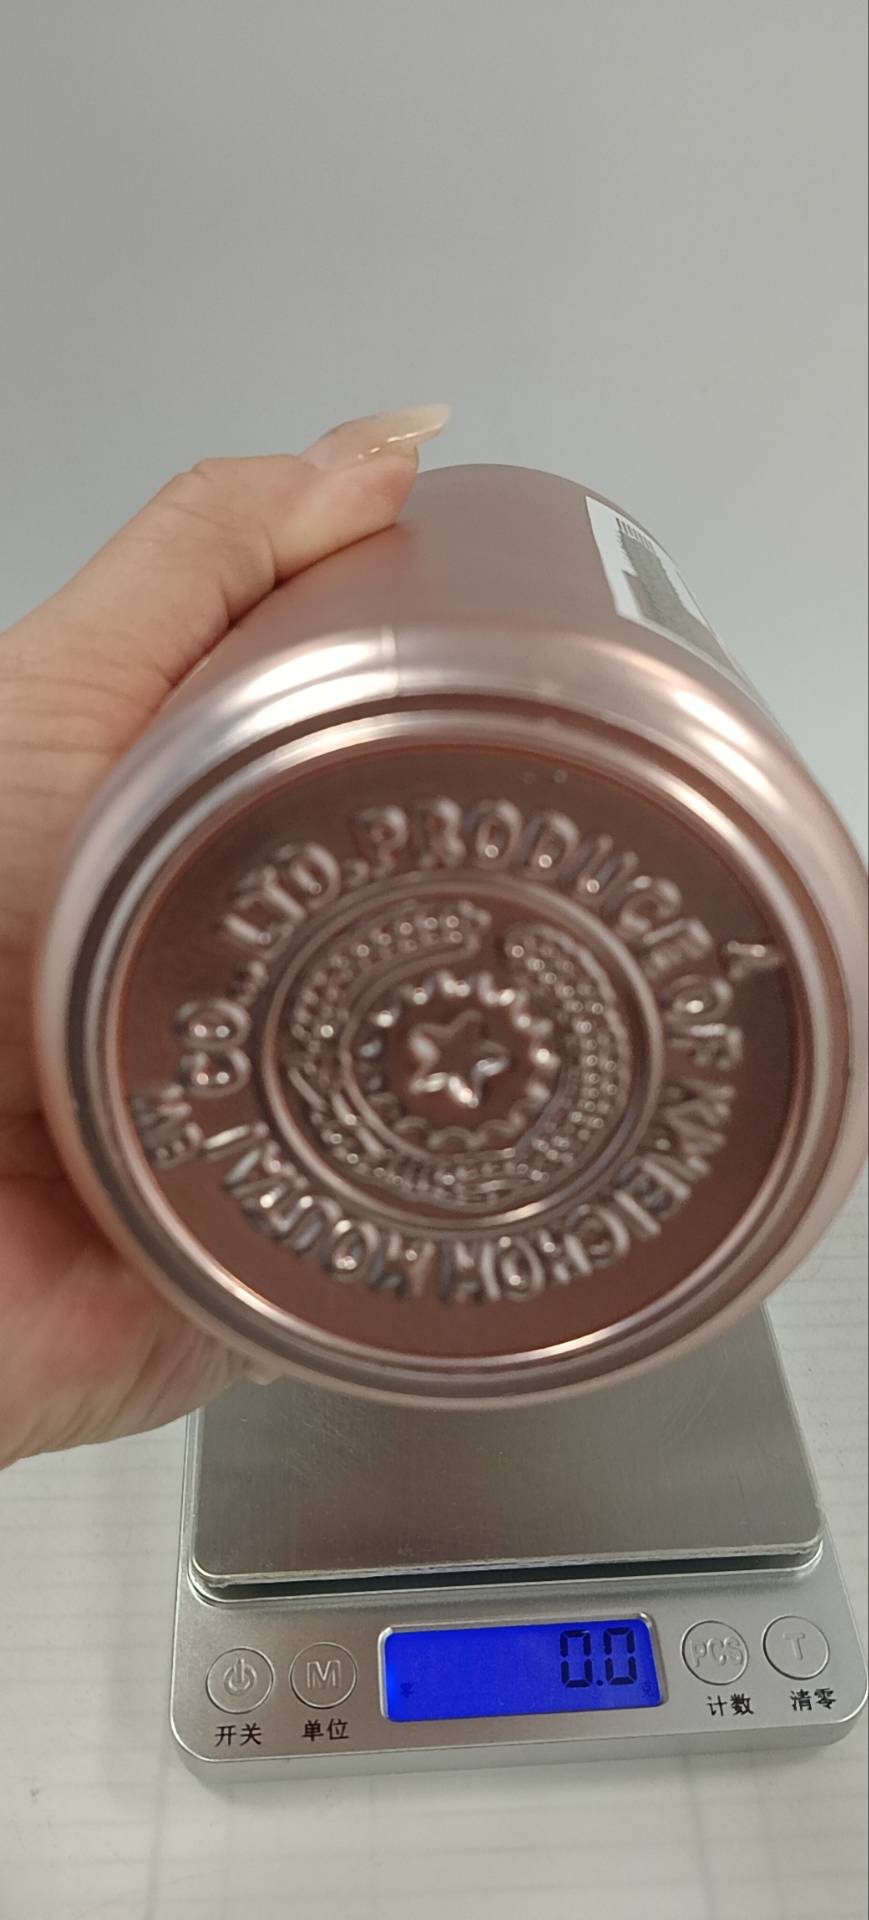 PRODUCE OF KWEICHOW MOUTAI CO., LTD.
0.0
PCS T
M
开关 单位 计数 清零